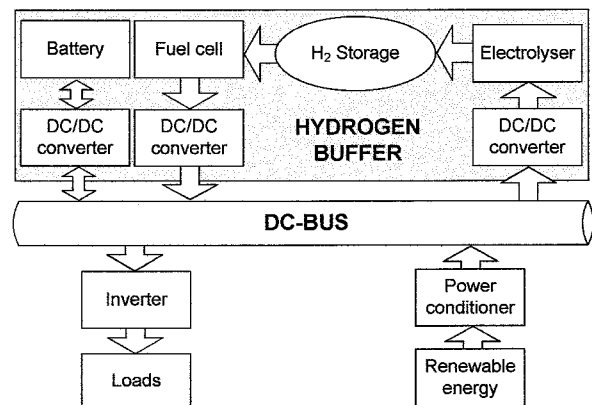 Battery
Fuel cell
H₂ Storage
Electrolyser
DC/DC
converter
DC/DC
converter
HYDROGEN
BUFFER
DC/DC
converter
DC-BUS
Inverter
Power
conditioner
Loads
Renewable
energy